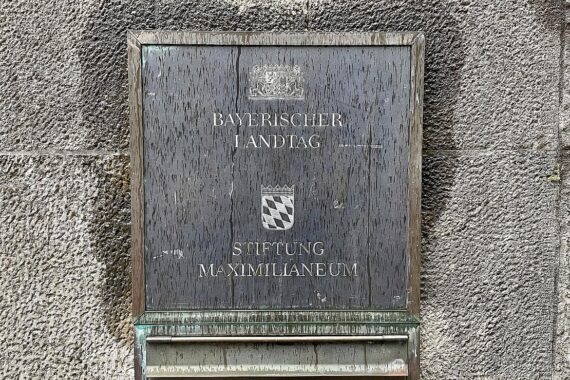 BAYERISCHER
LANDTAG
STIFTUNG
MAXIMILIANEUM